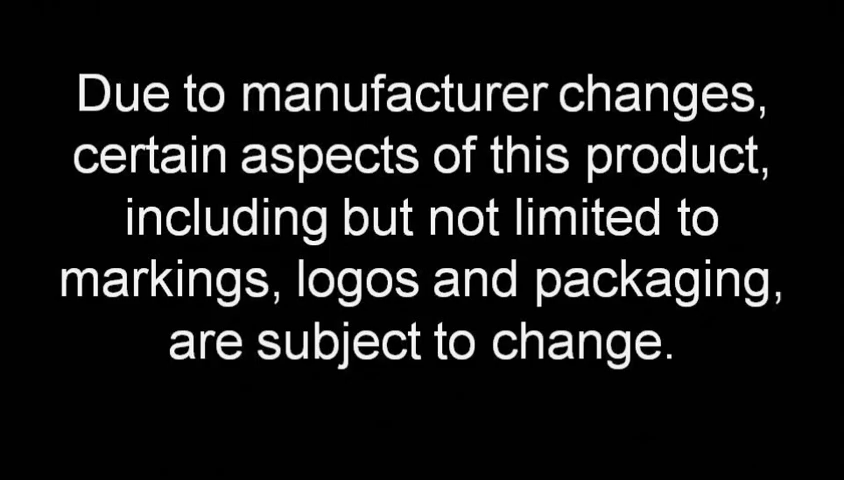 Due to manufacturer changes,
certain aspects of this product,
including but not limited to
markings, logos and packaging,
are subject to change.